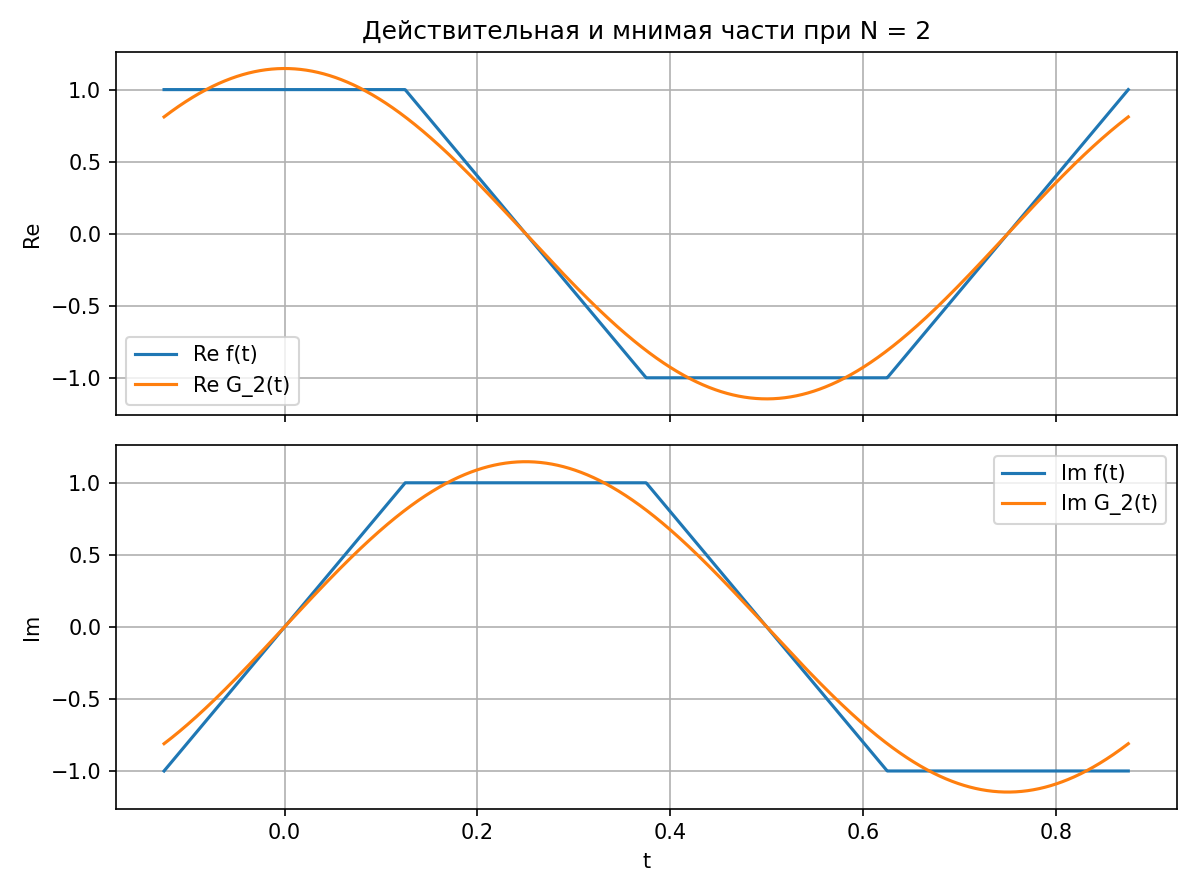 Действительная и мнимая части при N = 2
1.0
0.5
0.0
−0.5
−1.0
Re
Re f(t)
Re G_2(t)
1.0
0.5
0.0
−0.5
−1.0
Im
Im f(t)
Im G_2(t)
0.0 0.2 0.4 0.6 0.8
t